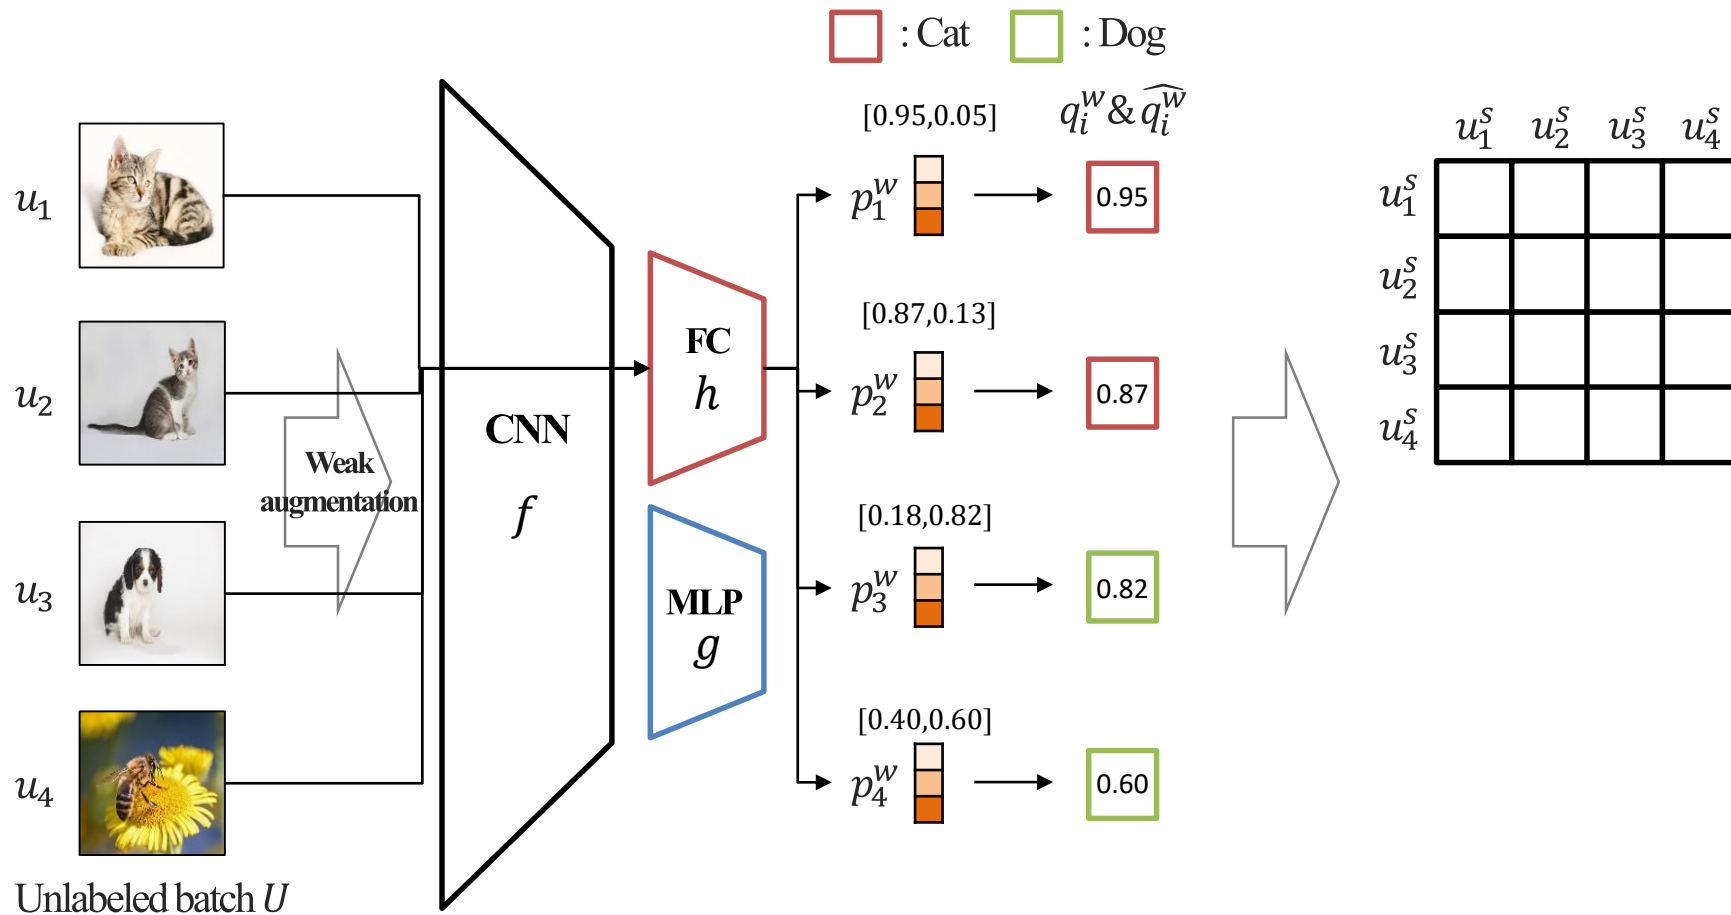 : Cat : Dog
[0.95,0.05] q_i^w & \widehat{q_i^w}
u_1^s u_2^s u_3^s u_4^s
u_1 p_1^w 0.95 u_1^s
[0.87,0.13] u_2^s
FC
h
u_2 p_2^w 0.87 u_3^s
CNN u_4^s
Weak
augmentation
f [0.18,0.82]
u_3 MLP p_3^w 0.82
g
[0.40,0.60]
u_4 p_4^w 0.60
Unlabeled batch U